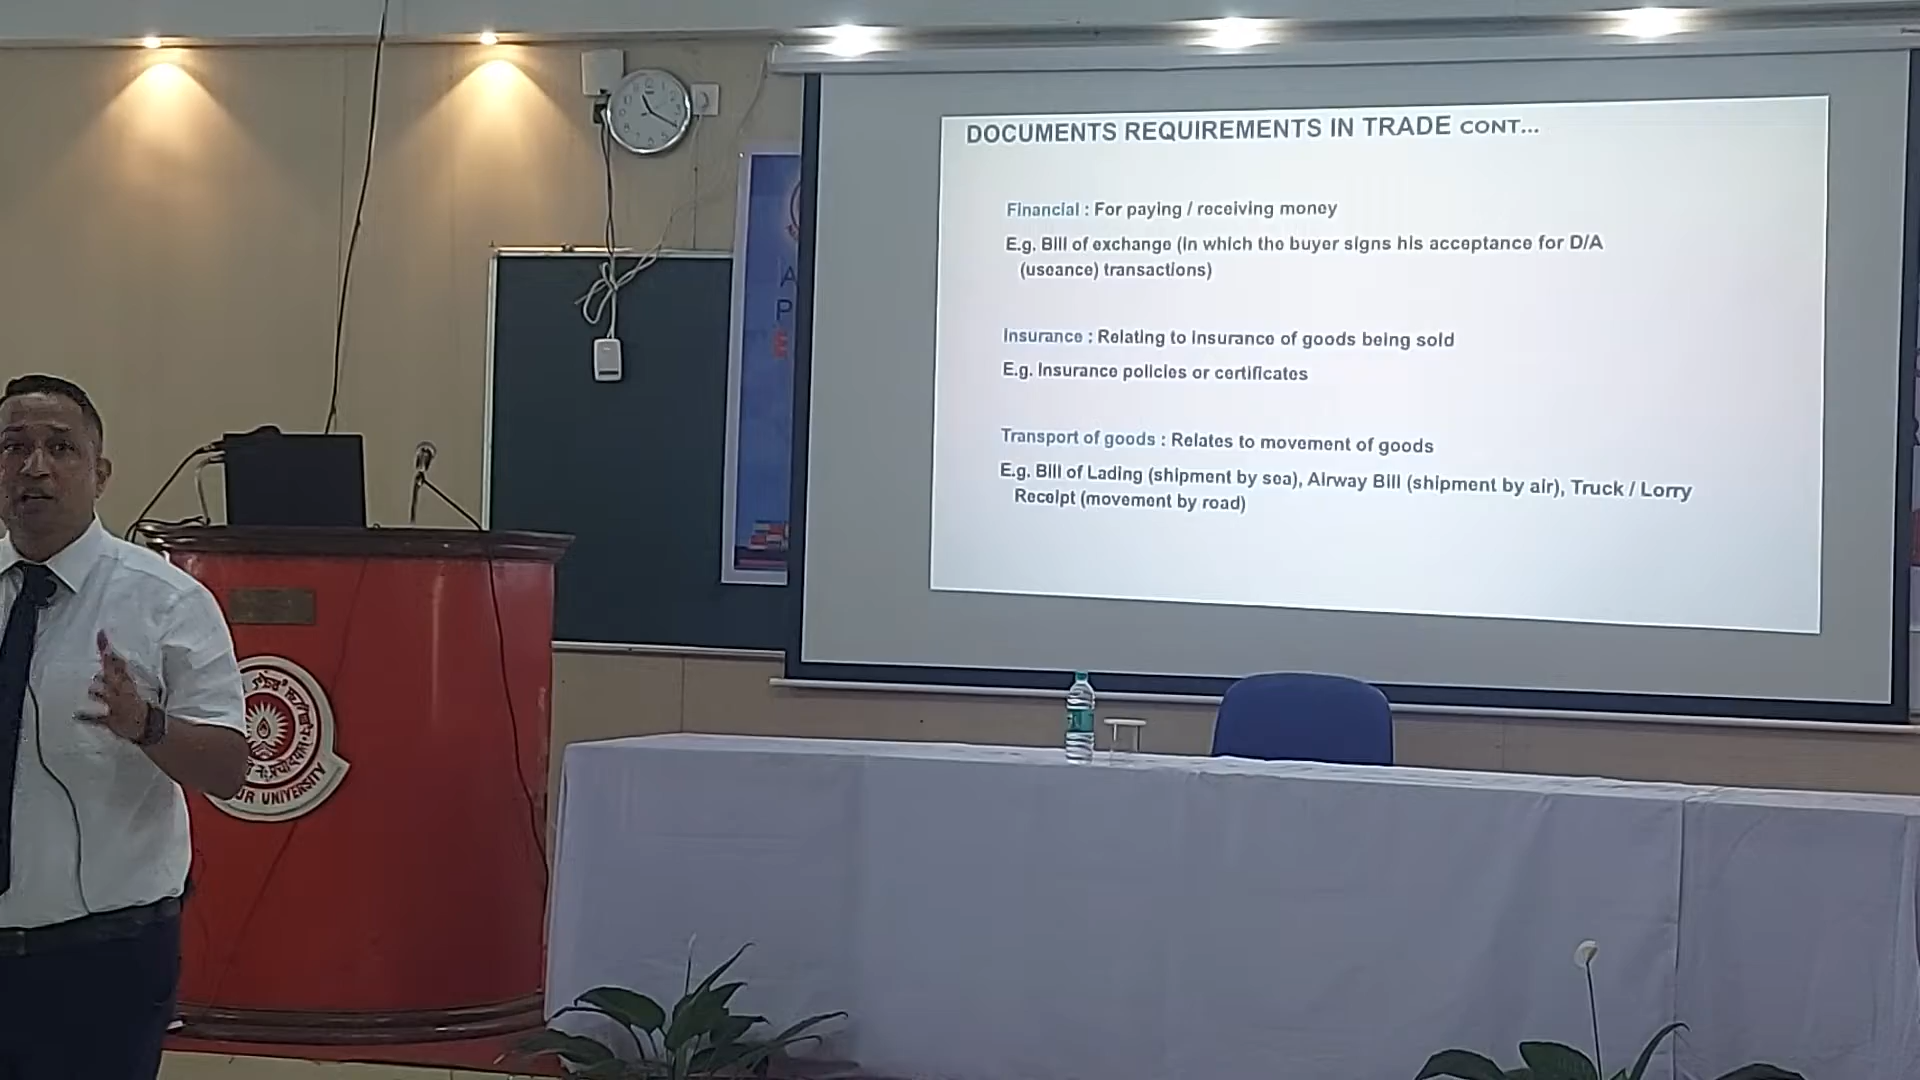 DOCUMENTS REQUIREMENTS IN TRADE CONT...
Financial : For paying / receiving money
E.g. Bill of exchange (in which the buyer signs his acceptance for D/A
(useance) transactions)
Insurance : Relating to insurance of goods being sold
E.g. Insurance policies or certificates
Transport of goods : Relates to movement of goods
E.g. Bill of Lading (shipment by sea), Airway Bill (shipment by air), Truck / Lorry
Receipt (movement by road)
A
P
E
UR UNIVERSITY